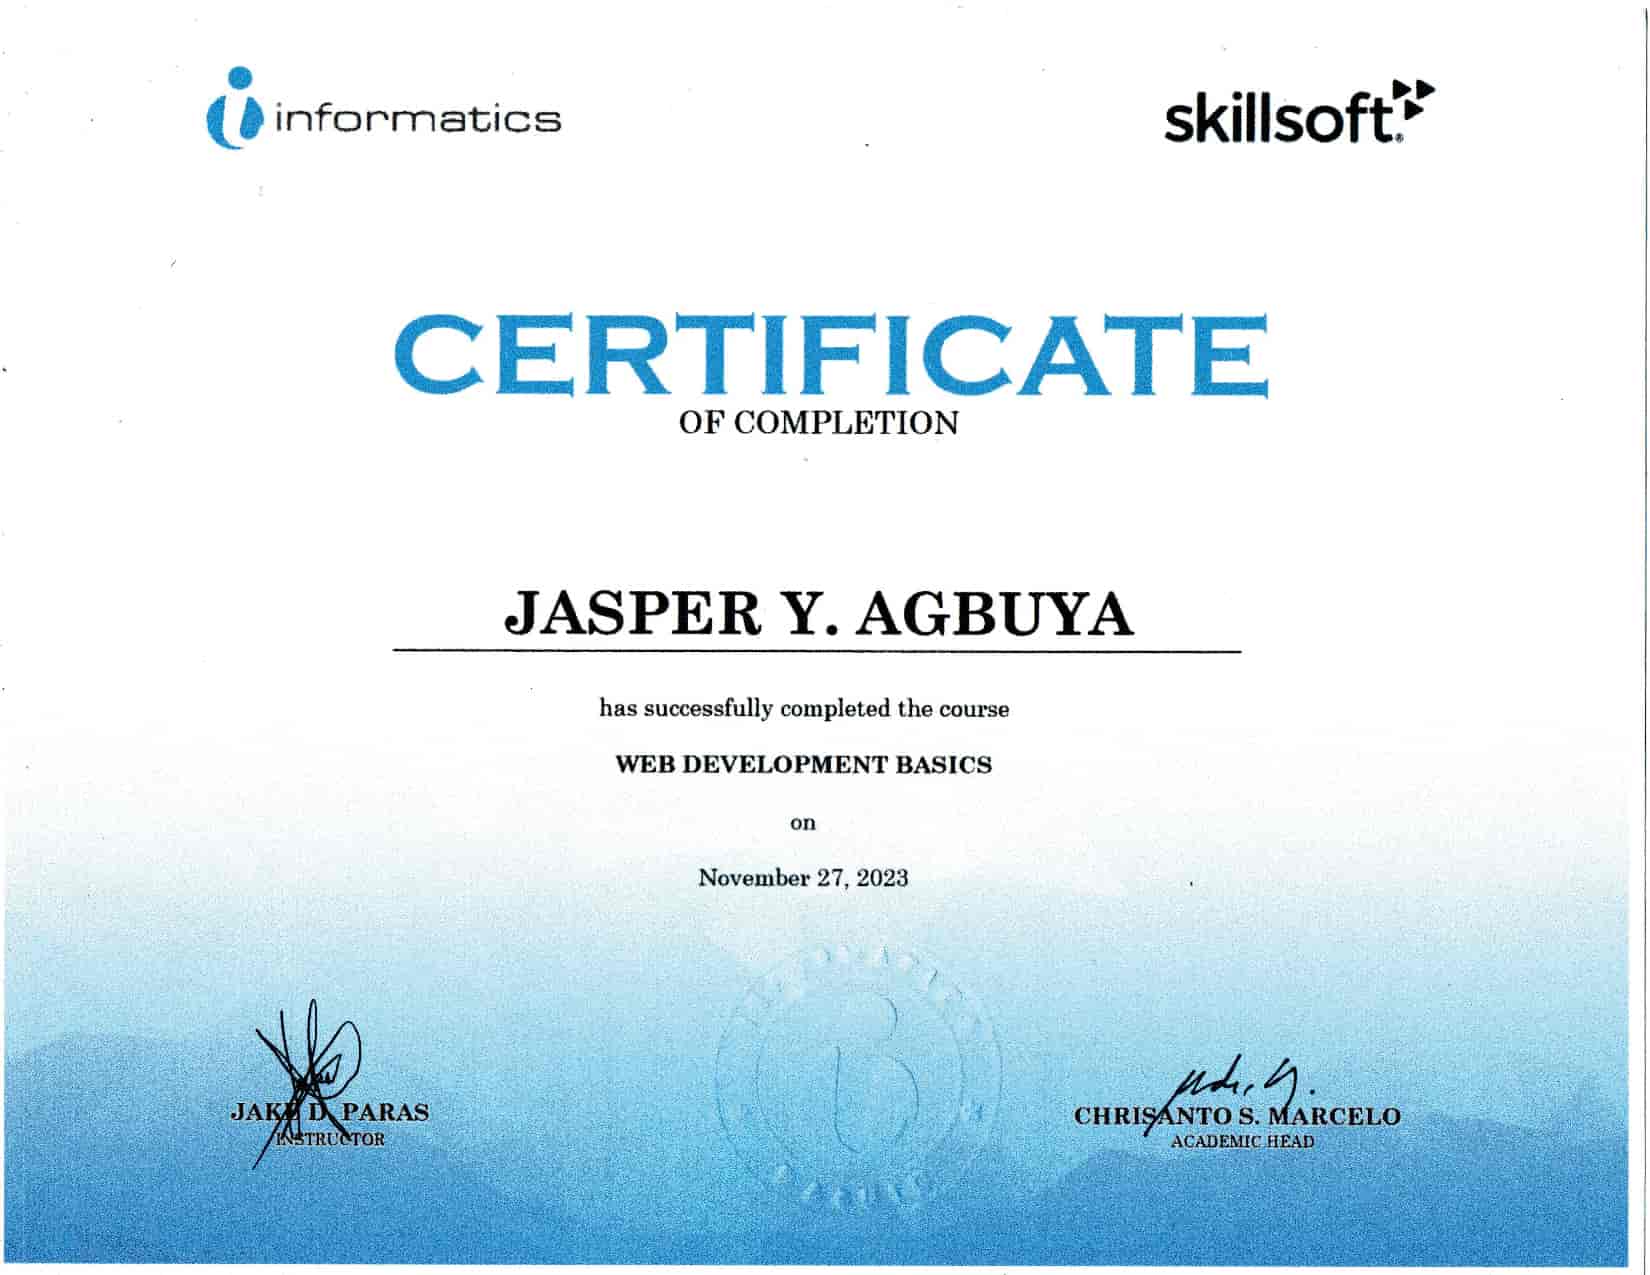 informatics
skillsoft
CERTIFICATE
OF COMPLETION
JASPER Y. AGBUYA
has successfully completed the course
WEB DEVELOPMENT BASICS
on
November 27, 2023
JAKE D. PARAS
INSTRUCTOR
CHRISANTO S. MARCELO
ACADEMIC HEAD